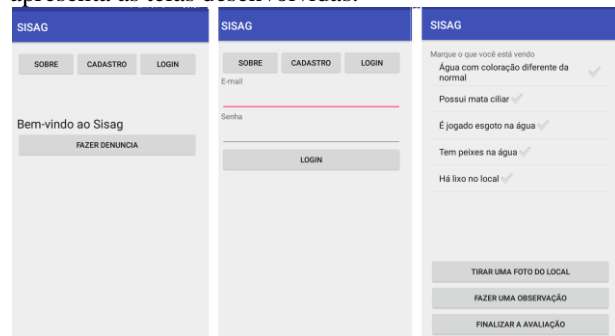 apresenta as telas desenvolvidas.
SISAG
SOBRE CADASTRO LOGIN
Bem-vindo ao Sisag
FAZER DENUNCIA
SISAG
SOBRE CADASTRO LOGIN
E-mail
Senha
LOGIN
SISAG
Marque o que você está vendo
Água com coloração diferente da
normal
Possui mata ciliar
É jogado esgoto na água
Tem peixes na água
Há lixo no local
TIRAR UMA FOTO DO LOCAL
FAZER UMA OBSERVAÇÃO
FINALIZAR A AVALIAÇÃO